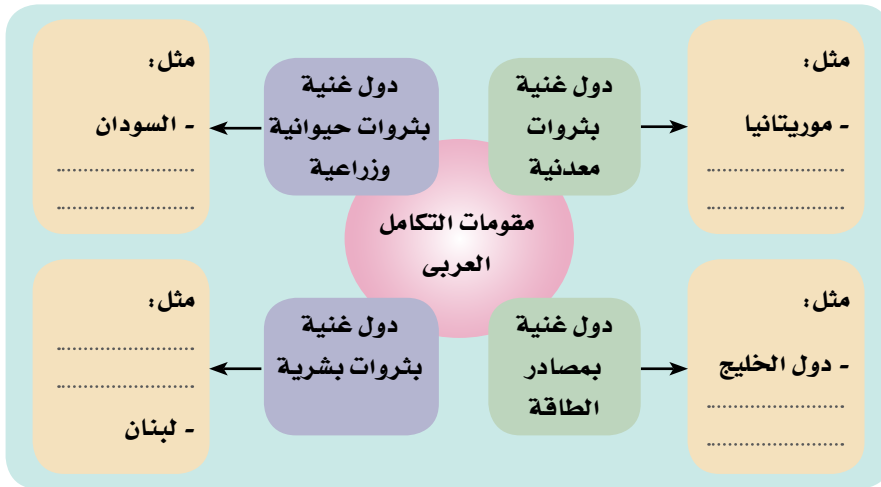 مثل:
- موريتانيا
دول غنية
بثروات
معدنية
دول غنية
بثروات حيوانية
وزراعية
مثل:
- السودان
مقومات التكامل
العربى
مثل:
- دول الخليج
دول غنية
بمصادر
الطاقة
دول غنية
بثروات بشرية
مثل:
- لبنان